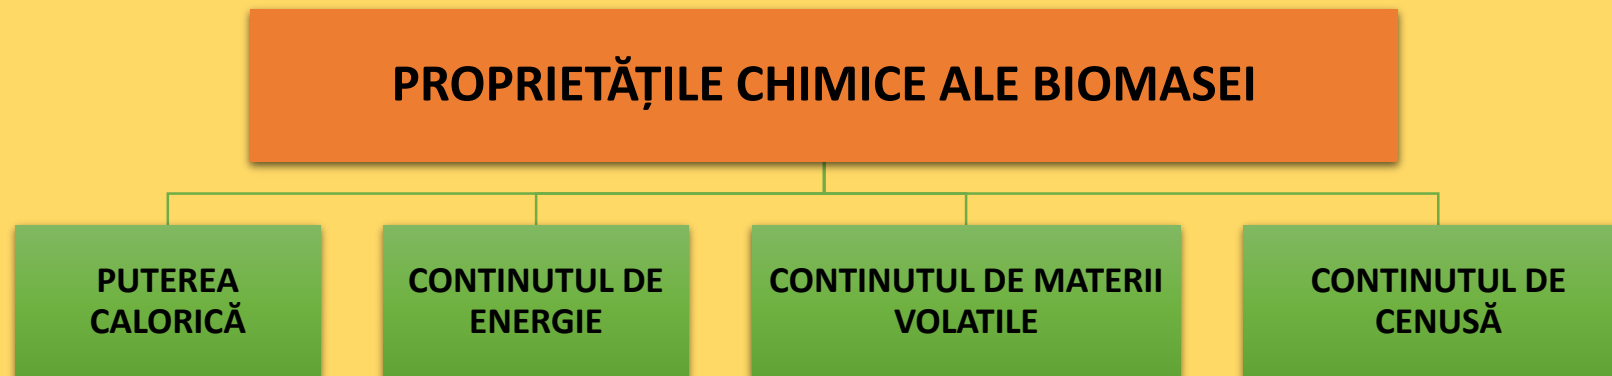 PROPRIETĂȚILE CHIMICE ALE BIOMASEI
PUTEREA
CALORICĂ
CONTINUTUL DE
ENERGIE
CONTINUTUL DE MATERII
VOLATILE
CONTINUTUL DE
CENUSĂ